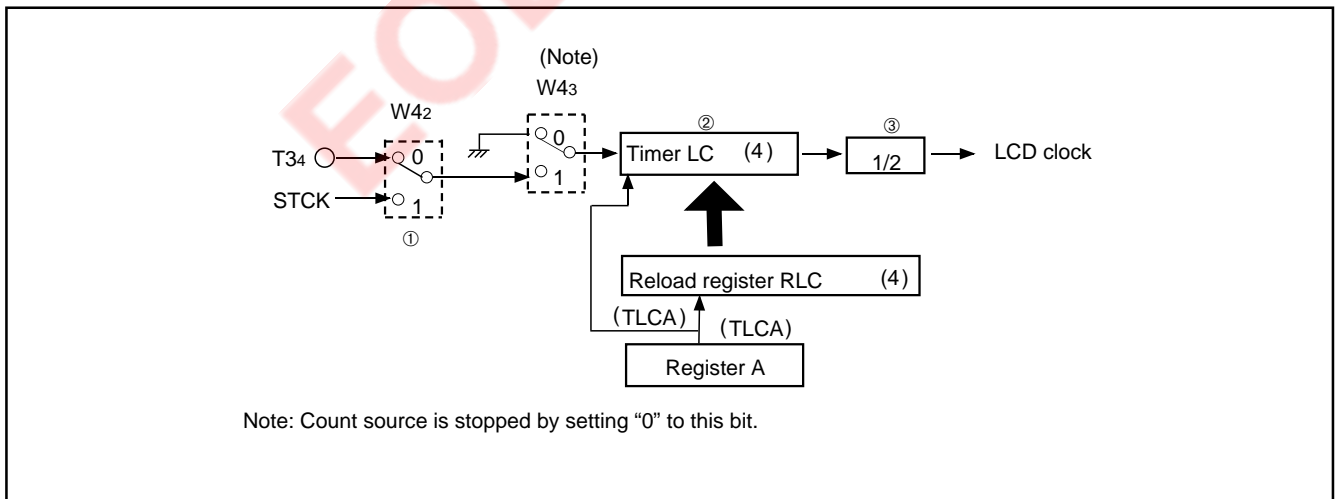 EOL
(Note)
W43
W42
T34
0
1
STCK
①
0
1
②
Timer LC (4)
③
1/2
LCD clock
Reload register RLC (4)
(TLCA)
(TLCA)
Register A
Note: Count source is stopped by setting “0” to this bit.